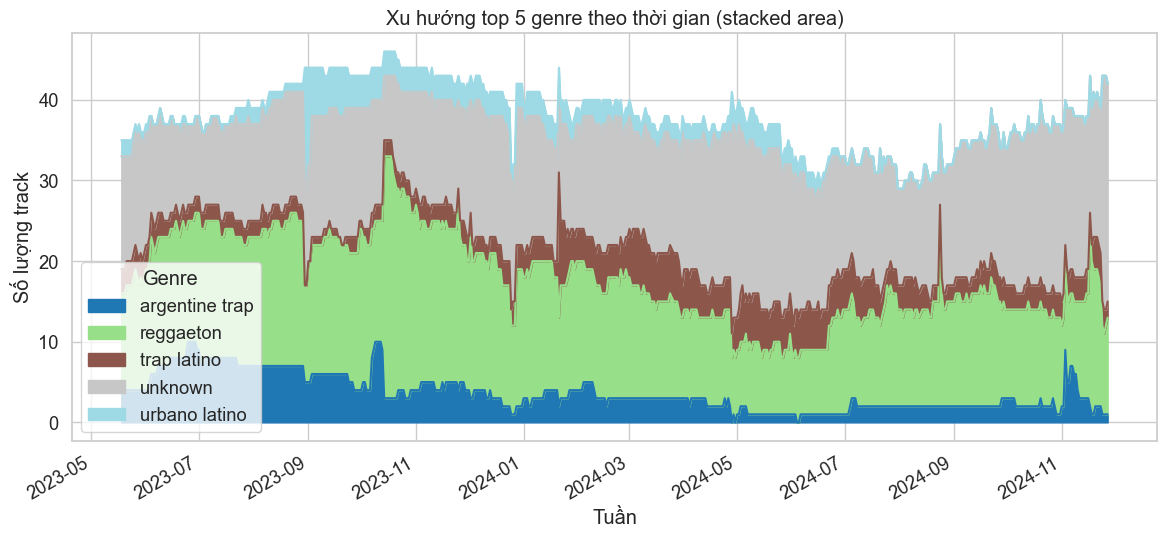 Xu hướng top 5 genre theo thời gian (stacked area)
Số lượng track
40
30
20
10
0
Genre
argentine trap
reggaeton
trap latino
unknown
urbano latino
2023-05
2023-07
2023-09
2023-11
2024-01
2024-03
2024-05
2024-07
2024-09
2024-11
Tuần